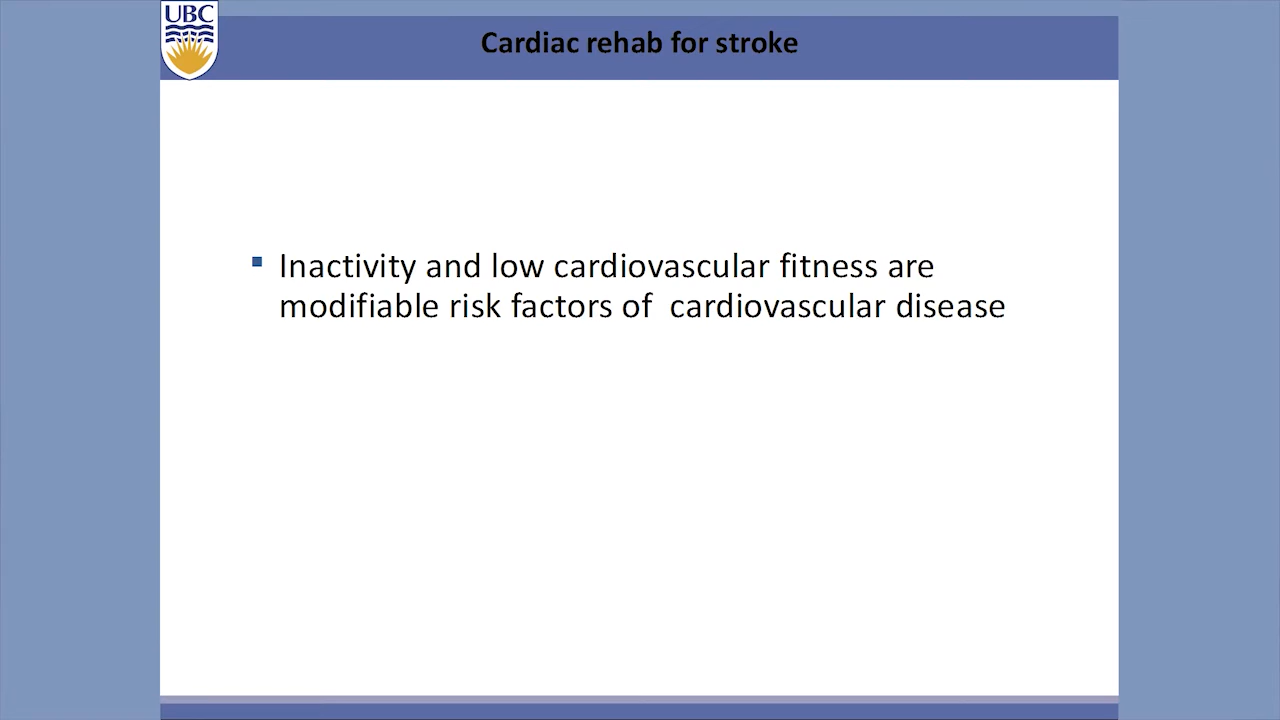 UBC
Cardiac rehab for stroke
Inactivity and low cardiovascular fitness are
modifiable risk factors of  cardiovascular disease